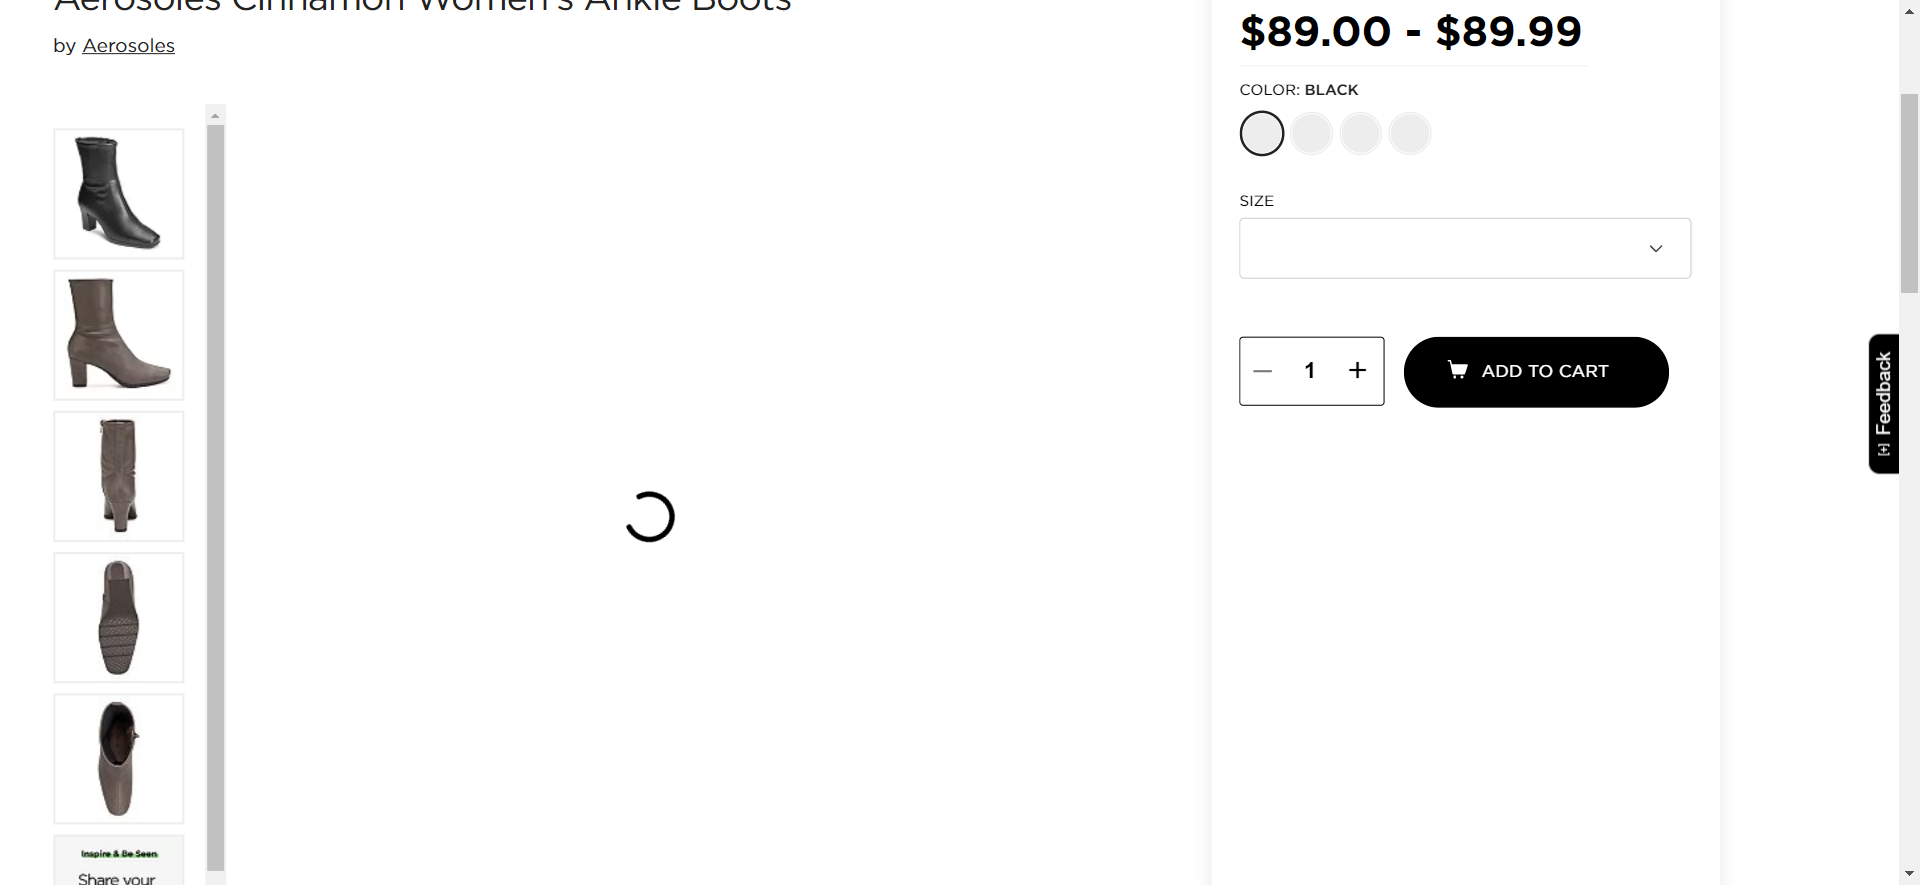 Aerosoles Cinnamon Women's Ankle Boots
by Aerosoles
$89.00 - $89.99
COLOR: BLACK
SIZE
1
ADD TO CART
[+] Feedback
Inspire & Be Seen
Share your